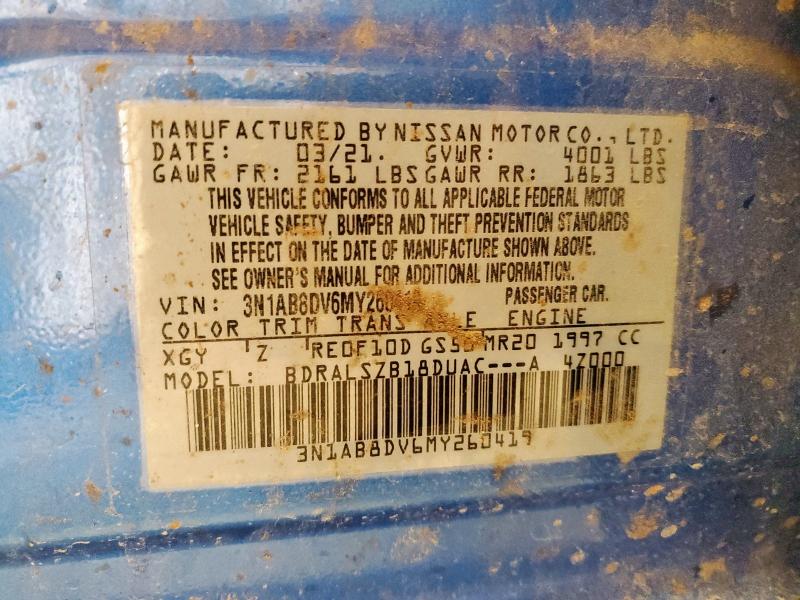 MANUFACTURED BY NISSAN MOTOR CO., LTD.
DATE: 03/21. GVWR: 4001 LBS
GAWR FR: 2161 LBS GAWR RR: 1863 LBS
THIS VEHICLE CONFORMS TO ALL APPLICABLE FEDERAL MOTOR
VEHICLE SAFETY, BUMPER AND THEFT PREVENTION STANDARDS
IN EFFECT ON THE DATE OF MANUFACTURE SHOWN ABOVE.
SEE OWNER'S MANUAL FOR ADDITIONAL INFORMATION.
VIN: PASSENGER CAR.
COLOR TRIM TRANS ENGINE
XGY Z RE0F10D MR20 1997 CC
MODEL: BDRALSZB18DUAC---A 4Z000
3N1AB8DV6MY260419